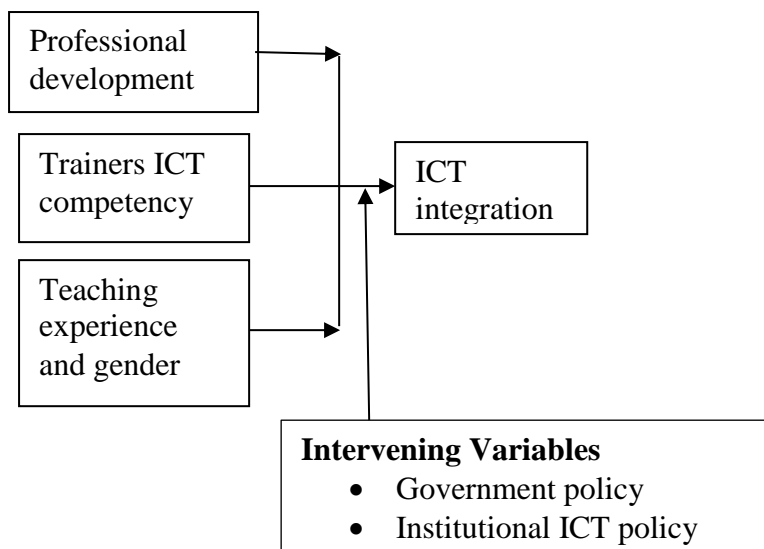 Professional
development
Trainers ICT
competency
ICT
integration
Teaching
experience
and gender
Intervening Variables
• Government policy
• Institutional ICT policy